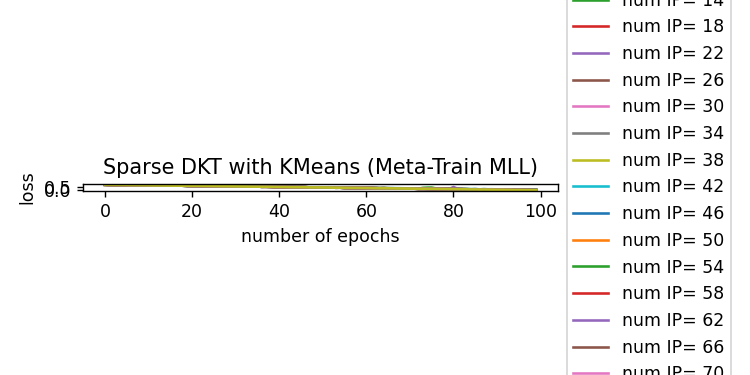 Sparse DKT with KMeans (Meta-Train MLL)
loss
0.5
0.0
0 20 40 60 80 100
number of epochs
num IP= 14
num IP= 18
num IP= 22
num IP= 26
num IP= 30
num IP= 34
num IP= 38
num IP= 42
num IP= 46
num IP= 50
num IP= 54
num IP= 58
num IP= 62
num IP= 66
num IP= 70